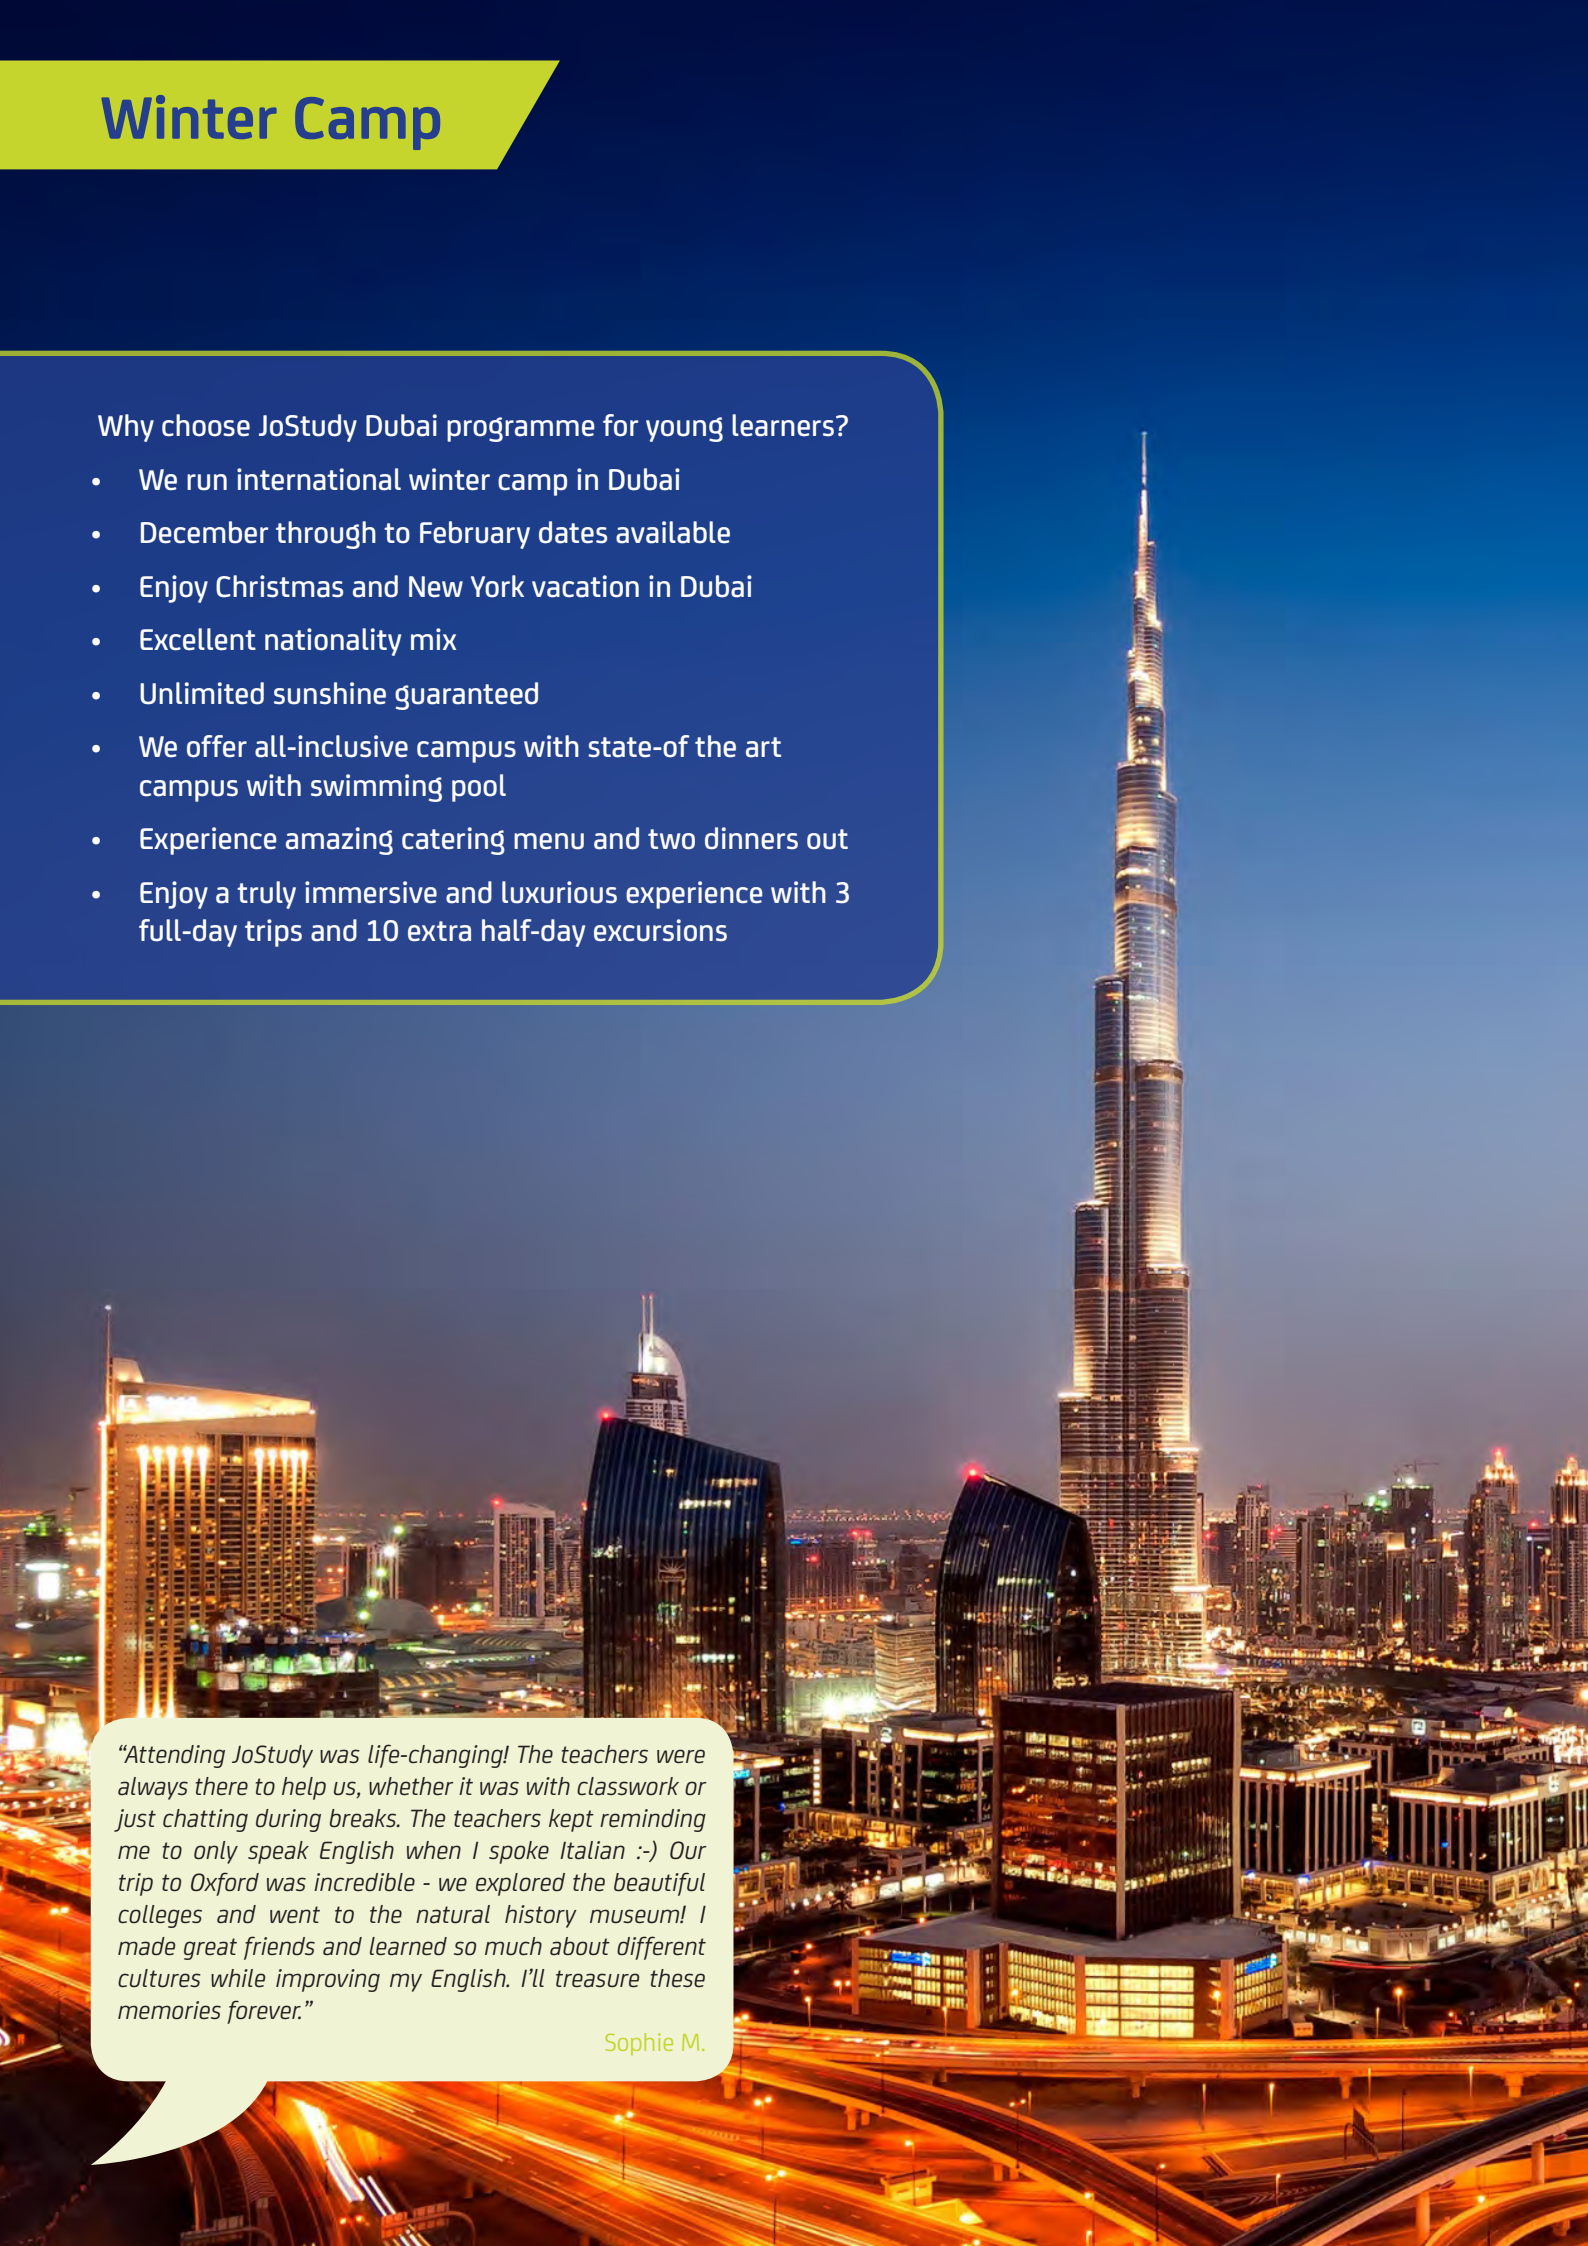 Winter Camp
Why choose JoStudy Dubai programme for young learners?
• We run international winter camp in Dubai
• December through to February dates available
• Enjoy Christmas and New York vacation in Dubai
• Excellent nationality mix
• Unlimited sunshine guaranteed
• We offer all-inclusive campus with state-of the art
campus with swimming pool
• Experience amazing catering menu and two dinners out
• Enjoy a truly immersive and luxurious experience with 3
full-day trips and 10 extra half-day excursions
“Attending JoStudy was life-changing! The teachers were
always there to help us, whether it was with classwork or
just chatting during breaks. The teachers kept reminding
me to only speak English when I spoke Italian :-) Our
trip to Oxford was incredible - we explored the beautiful
colleges and went to the natural history museum! I
made great friends and learned so much about different
cultures while improving my English. I’ll treasure these
memories forever.”
Sophie M.